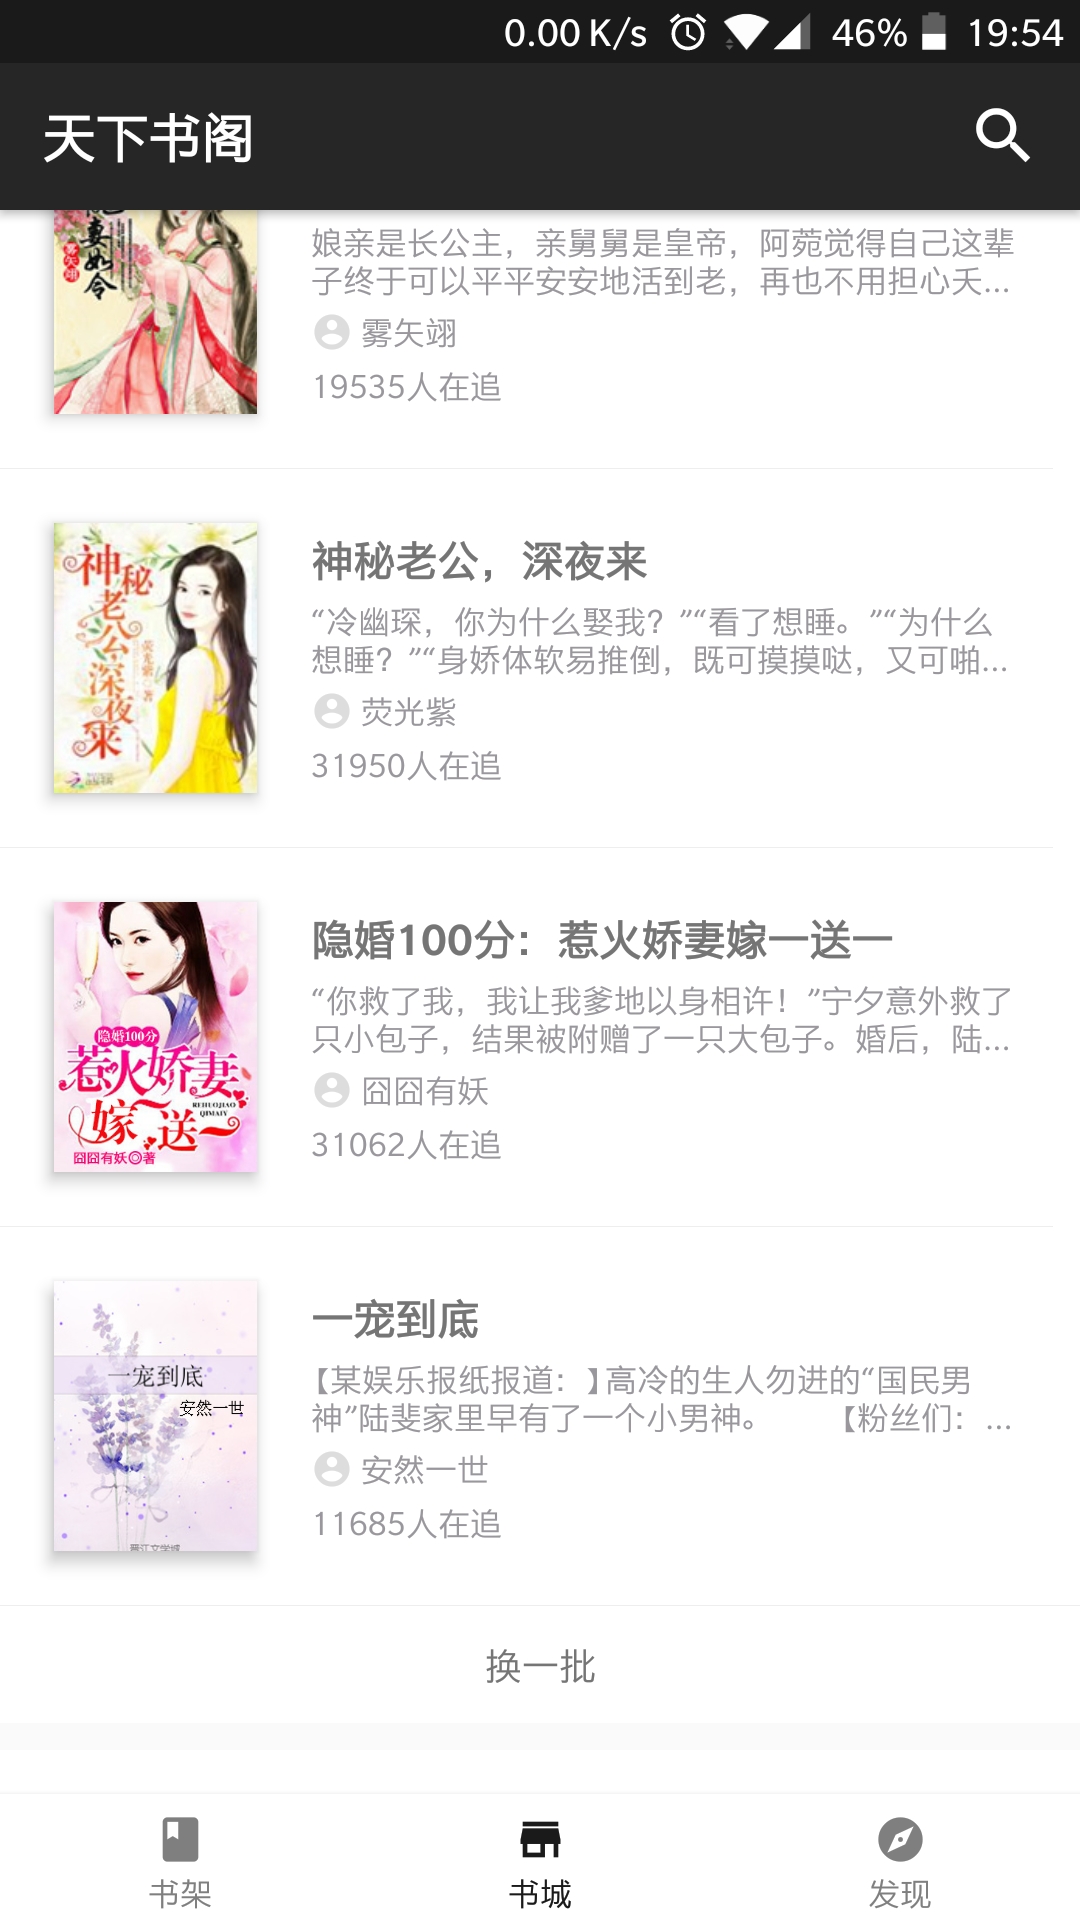 0.00 K/s 46% 19:54
天下书阁
妻如令
雾矢翊
娘亲是长公主，亲舅舅是皇帝，阿菀觉得自己这辈
子终于可以平平安安地活到老，再也不用担心夭...
雾矢翊
19535人在追
神秘老公深夜来
荧光紫 著
神秘老公，深夜来
“冷幽琛，你为什么娶我？”“看了想睡。”“为什么
想睡？”“身娇体软易推倒，既可摸摸哒，又可啪...
荧光紫
31950人在追
隐婚100分
惹火娇妻
嫁一送一
REHUOJIAO
QIMAIY
囧囧有妖◎著
隐婚100分：惹火娇妻嫁一送一
“你救了我，我让我爹地以身相许！”宁夕意外救了
只小包子，结果被附赠了一只大包子。婚后，陆...
囧囧有妖
31062人在追
一宠到底
安然一世
晋江文学城
一宠到底
【某娱乐报纸报道：】高冷的生人勿进的“国民男
神”陆斐家里早有了一个小男神。 【粉丝们：...
安然一世
11685人在追
换一批
书架
书城
发现